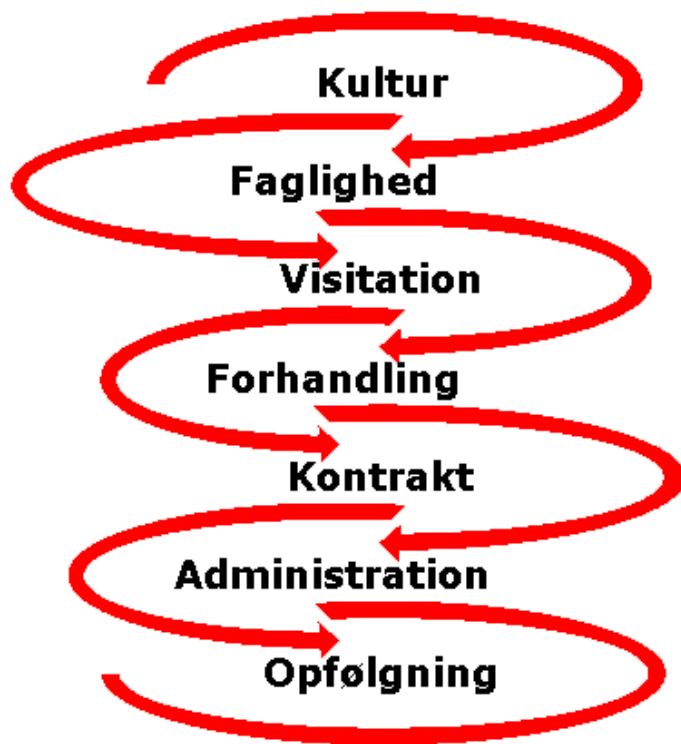 Kultur
Faglighed
Visitation
Forhandling
Kontrakt
Administration
Opfølgning